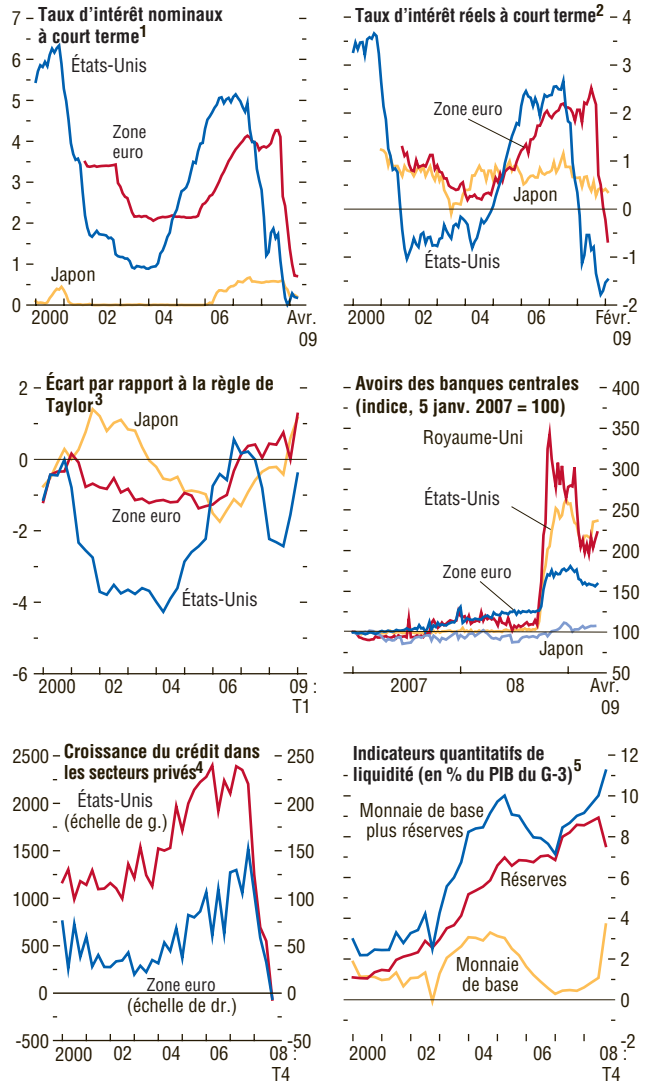 Taux d'intérêt nominaux
à court terme1
7
6
5
4
3
2
1
0
États-Unis
Zone
euro
Japon
2000 02 04 06 08 Avr.
09
Taux d'intérêt réels à court terme2
4
3
2
1
0
-1
-2
Zone euro
Japon
États-Unis
2000 02 04 06 08 Févr.
09
Écart par rapport à la règle de
Taylor3
2
0
-2
-4
-6
Japon
Zone euro
États-Unis
2000 02 04 06 09 :
T1
Avoirs des banques centrales
(indice, 5 janv. 2007 = 100)
400
350
300
250
200
150
100
50
Royaume-Uni
États-Unis
Zone euro
Japon
2007 08 Avr.
09
Croissance du crédit dans
les secteurs privés4
2500
2000
1500
1000
500
0
-500
États-Unis
(échelle de g.)
Zone euro
(échelle de dr.)
250
200
150
100
50
0
-50
2000 02 04 06 08 :
T4
Indicateurs quantitatifs de
liquidité (en % du PIB du G-3)5
12
10
8
6
4
2
0
-2
Monnaie de base
plus réserves
Réserves
Monnaie
de base
2000 02 04 06 08 :
T4